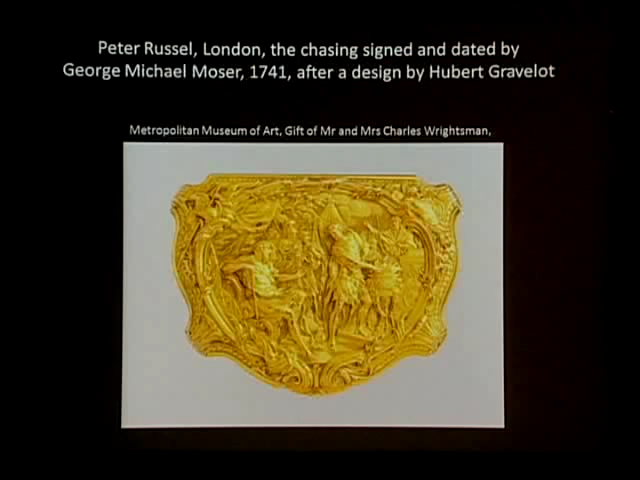 Peter Russel, London, the chasing signed and dated by
George Michael Moser, 1741, after a design by Hubert Gravelot
Metropolitan Museum of Art, Gift of Mr and Mrs Charles Wrightsman,